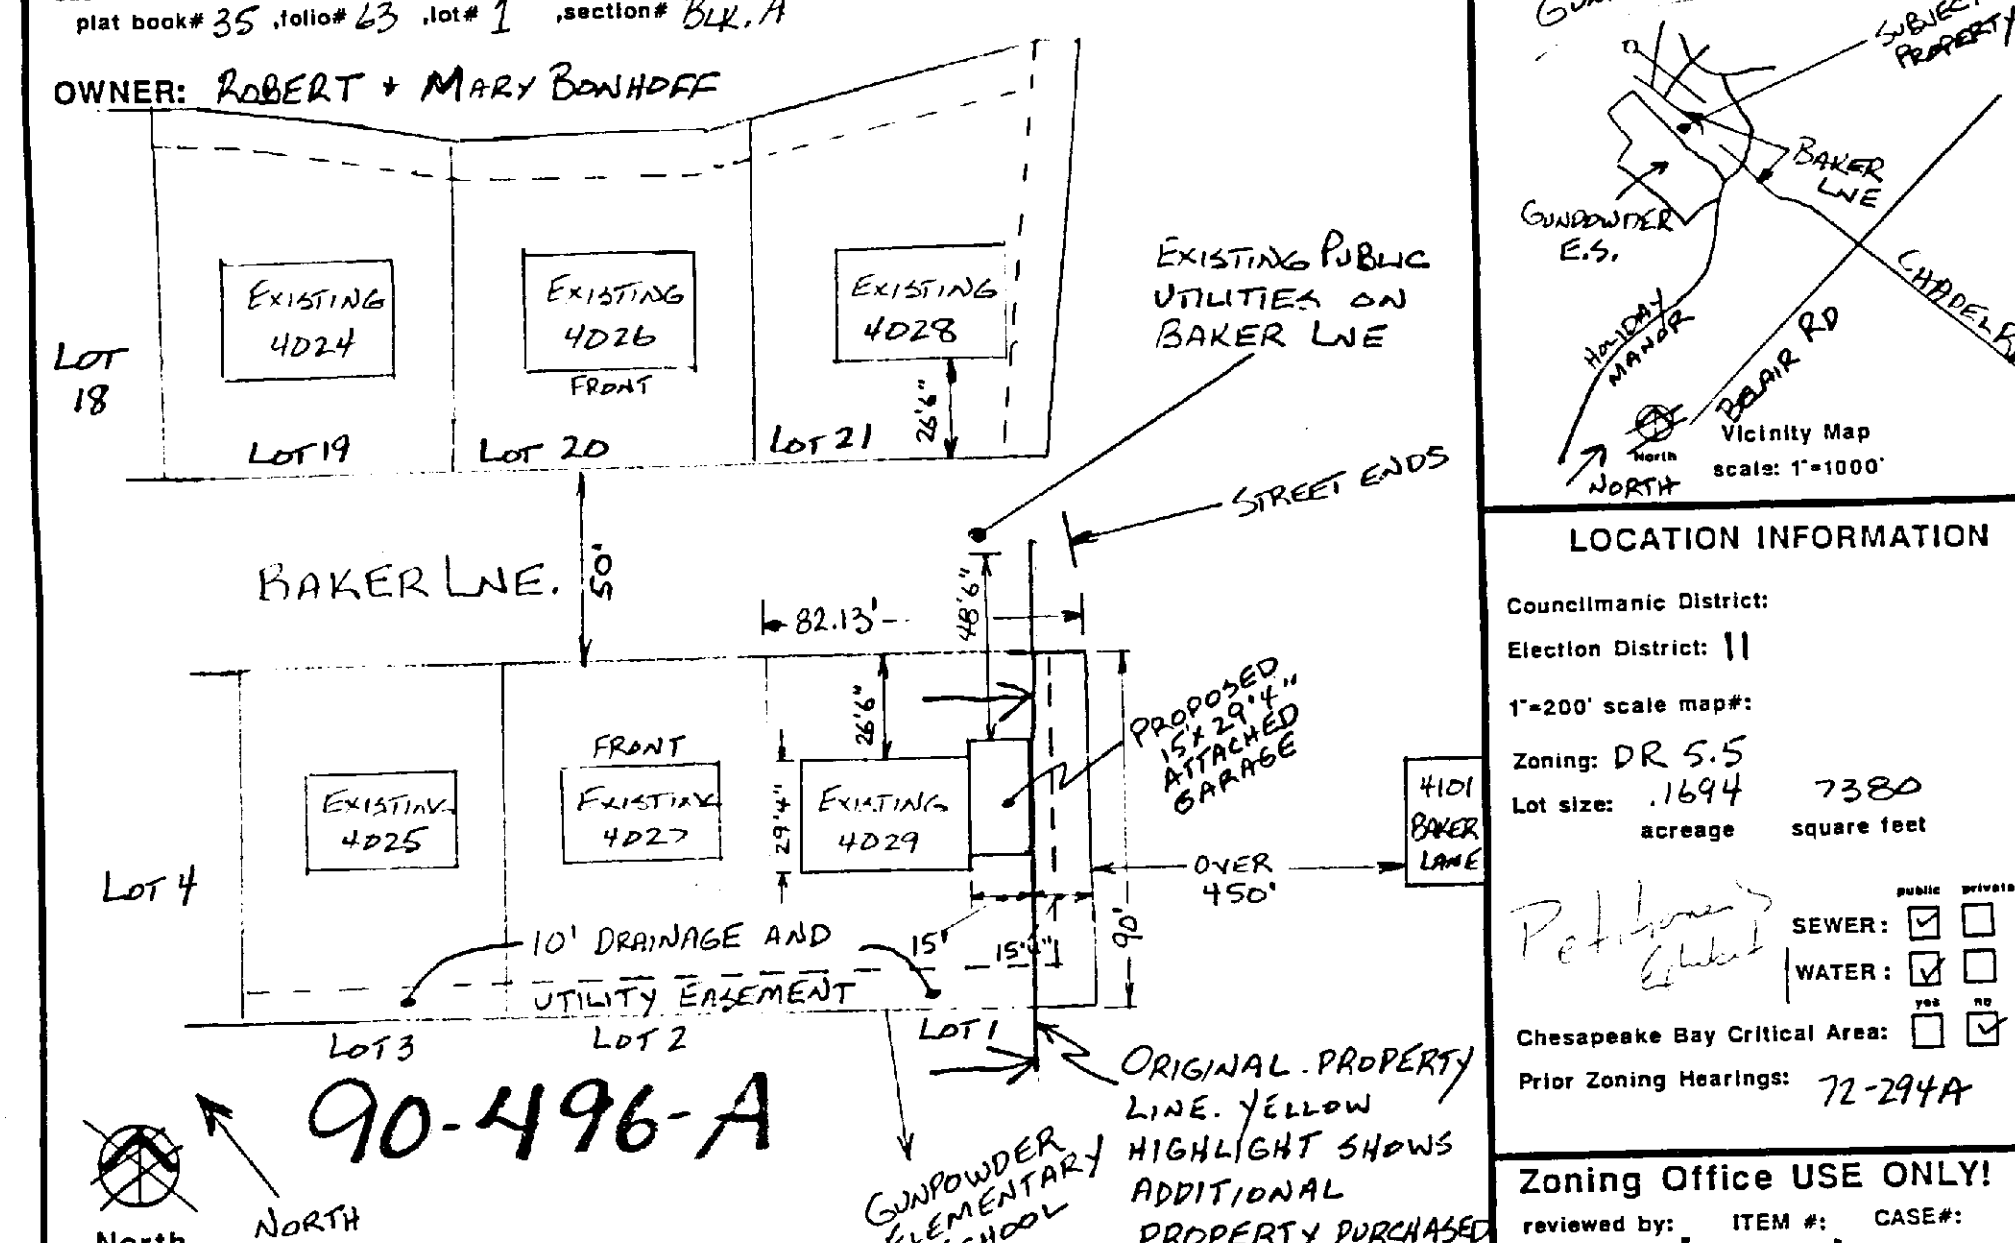 plat book# 35 ,folio# 63 ,lot# 1 ,section# BLK. A
OWNER: ROBERT + MARY BONHOFF
EXISTING
4024
EXISTING
4026
FRONT
EXISTING
4028
26'6"
LOT
18
LOT 19
LOT 20
LOT 21
EXISTING PUBLIC
UTILITIES ON
BAKER LNE
STREET ENDS
BAKER LNE.
50'
82.13'
48'6"
26'6"
PROPOSED
15' X 29'4"
ATTACHED
GARAGE
FRONT
EXISTING
4025
EXISTING
4027
29'4"
EXISTING
4029
4101
BAKER
LANE
OVER
450'
90'
LOT 4
10' DRAINAGE AND
UTILITY EASEMENT
15'
LOT 3
LOT 2
LOT 1
90-496-A
North
NORTH
GUNPOWDER
ELEMENTARY
SCHOOL
ORIGINAL PROPERTY
LINE. YELLOW
HIGHLIGHT SHOWS
ADDITIONAL
PROPERTY PURCHASED
SUBJECT
PROPERTY
BAKER
LNE
GUNPOWDER
E.S.
HOLIDAY
MANOR
BELAIR RD
CHAPEL RD
North
NORTH
Vicinity Map
scale: 1"=1000'
LOCATION INFORMATION
Councilmanic District:
Election District: 11
1"=200' scale map#:
Zoning: DR 5.5
Lot size: .1694 7380
acreage square feet
Petitioner's
Exhibit 1
public private
SEWER:
WATER:
yes no
Chesapeake Bay Critical Area:
Prior Zoning Hearings: 72-294A
Zoning Office USE ONLY!
reviewed by: ITEM #: CASE#: